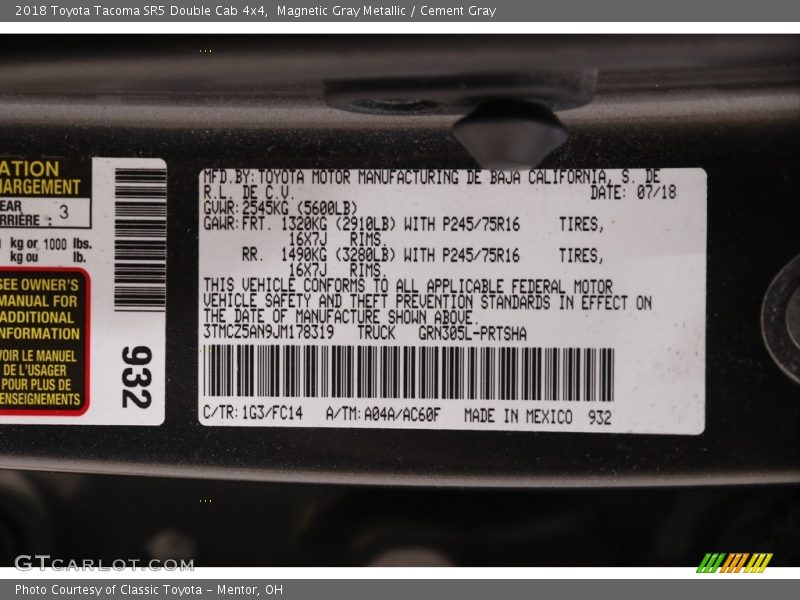 2018 Toyota Tacoma SR5 Double Cab 4x4,  Magnetic Gray Metallic / Cement Gray
ATION
HARGEMENT
EAR
RRIÈRE : 3
kg or 1000 lbs.
kg ou lb.
SEE OWNER'S
MANUAL FOR
ADDITIONAL
NFORMATION
VOIR LE MANUEL
DE L'USAGER
POUR PLUS DE
ENSEIGNEMENTS
932
MFD. BY: TOYOTA MOTOR MANUFACTURING DE BAJA CALIFORNIA, S. DE
R.L. DE C.V. DATE: 07/18
GVWR: 2545KG (5600LB)
GAWR: FRT. 1320KG (2910LB) WITH P245/75R16 TIRES,
16X7J RIMS,
RR. 1490KG (3280LB) WITH P245/75R16 TIRES,
16X7J RIMS.
THIS VEHICLE CONFORMS TO ALL APPLICABLE FEDERAL MOTOR
VEHICLE SAFETY AND THEFT PREVENTION STANDARDS IN EFFECT ON
THE DATE OF MANUFACTURE SHOWN ABOVE.
3TMCZ5AN9JM178319 TRUCK GRN305L-PRTSHA
C/TR: 1G3/FC14 A/TM: A04A/AC60F MADE IN MEXICO 932
GTCarLot.com
Photo Courtesy of Classic Toyota - Mentor, OH